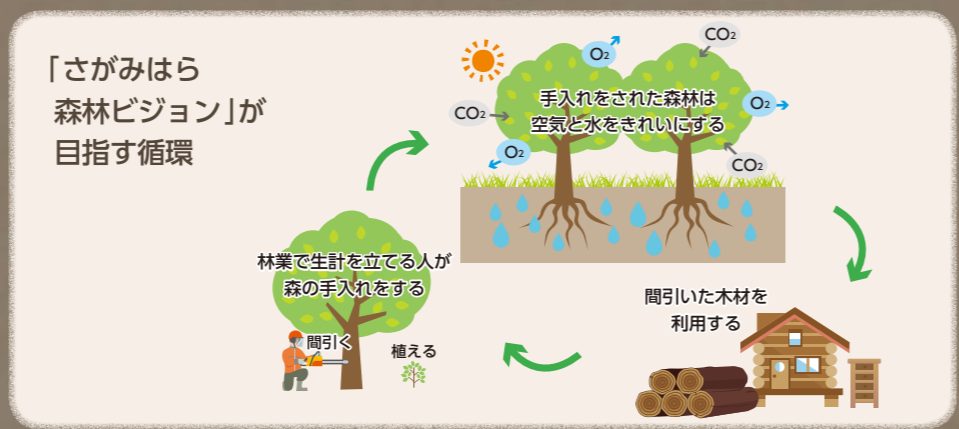 「さがみはら
森林ビジョン」が
目指す循環
CO2
O2
手入れをされた森林は
空気と水をきれいにする
CO2
O2
O2
CO2
林業で生計を立てる人が
森の手入れをする
間引く
植える
間引いた木材を
利用する